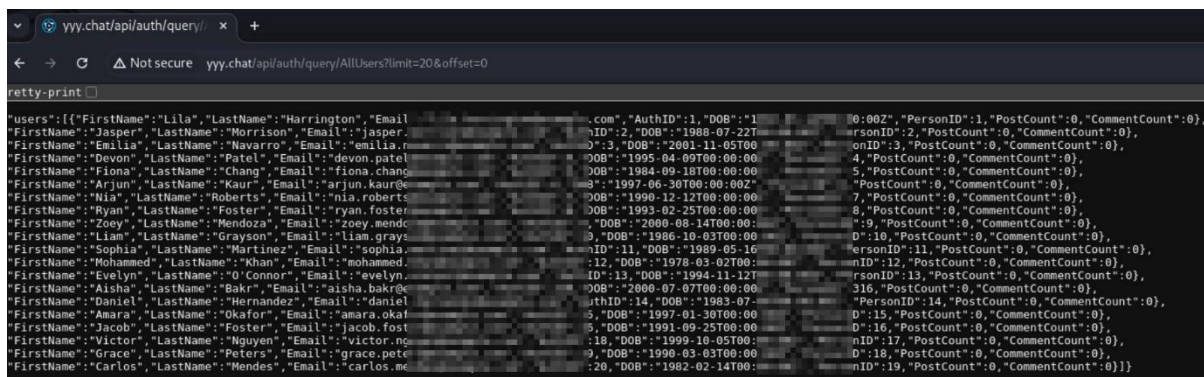 yyy.chat/api/auth/query/
Not secure yyy.chat/api/auth/query/AllUsers?limit=20&offset=0
retty-print
"users":[{"FirstName":"Lila","LastName":"Harrington","Email .com","AuthID":1,"DOB":"1 0:00Z","PersonID":1,"PostCount":0,"CommentCount":0},
"FirstName":"Jasper","LastName":"Morrison","Email":"jasper. hID":2,"DOB":"1988-07-22T rsonID":2,"PostCount":0,"CommentCount":0},
"FirstName":"Emilia","LastName":"Navarro","Email":"emilia.n D":3,"DOB":"2001-11-05T00 onID":3,"PostCount":0,"CommentCount":0},
"FirstName":"Devon","LastName":"Patel","Email":"devon.patel DOB":"1995-04-09T00:00:00 4,"PostCount":0,"CommentCount":0},
"FirstName":"Fiona","LastName":"Chang","Email":"fiona.chang DOB":"1984-09-18T00:00:00 5,"PostCount":0,"CommentCount":0},
"FirstName":"Arjun","LastName":"Kaur","Email":"arjun.kaur@e B":"1997-06-30T00:00:00Z" "PostCount":0,"CommentCount":0},
"FirstName":"Nia","LastName":"Roberts","Email":"nia.roberts DOB":"1990-12-12T00:00:00 7,"PostCount":0,"CommentCount":0},
"FirstName":"Ryan","LastName":"Foster","Email":"ryan.foster DOB":"1993-02-25T00:00:00 8,"PostCount":0,"CommentCount":0},
"FirstName":"Zoey","LastName":"Mendoza","Email":"zoey.mendo ,"DOB":"2000-08-14T00:00: ":9,"PostCount":0,"CommentCount":0},
"FirstName":"Liam","LastName":"Grayson","Email":"liam.grays 0,"DOB":"1986-10-03T00:00 D":10,"PostCount":0,"CommentCount":0},
"FirstName":"Sophia","LastName":"Martinez","Email":"sophia. hID":11,"DOB":"1989-05-16 ersonID":11,"PostCount":0,"CommentCount":0},
"FirstName":"Mohammed","LastName":"Khan","Email":"mohammed. :12,"DOB":"1978-03-02T00: nID":12,"PostCount":0,"CommentCount":0},
"FirstName":"Evelyn","LastName":"O'Connor","Email":"evelyn. ID":13,"DOB":"1994-11-12T rsonID":13,"PostCount":0,"CommentCount":0},
"FirstName":"Aisha","LastName":"Bakr","Email":"aisha.bakr@e DOB":"2000-07-07T00:00:00 316,"PostCount":0,"CommentCount":0},
"FirstName":"Daniel","LastName":"Hernandez","Email":"daniel uthID":14,"DOB":"1983-07- "PersonID":14,"PostCount":0,"CommentCount":0},
"FirstName":"Amara","LastName":"Okafor","Email":"amara.okaf 5,"DOB":"1997-01-30T00:00 D":15,"PostCount":0,"CommentCount":0},
"FirstName":"Jacob","LastName":"Foster","Email":"jacob.fost 6,"DOB":"1991-09-25T00:00 D":16,"PostCount":0,"CommentCount":0},
"FirstName":"Victor","LastName":"Nguyen","Email":"victor.ng :18,"DOB":"1999-10-05T00: nID":17,"PostCount":0,"CommentCount":0},
"FirstName":"Grace","LastName":"Peters","Email":"grace.pete 9,"DOB":"1990-03-03T00:00 D":18,"PostCount":0,"CommentCount":0},
"FirstName":"Carlos","LastName":"Mendes","Email":"carlos.me :20,"DOB":"1982-02-14T00: nID":19,"PostCount":0,"CommentCount":0}]}